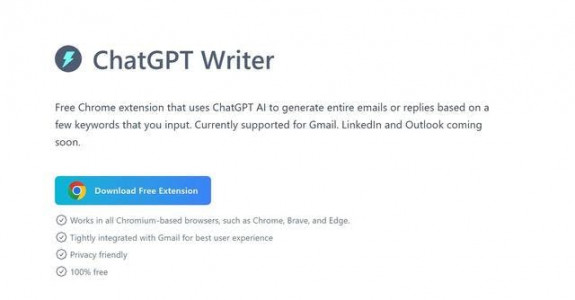 ChatGPT Writer
Free Chrome extension that uses ChatGPT AI to generate entire emails or replies based on a
few keywords that you input. Currently supported for Gmail. LinkedIn and Outlook coming
soon.
Download Free Extension
Works in all Chromium-based browsers, such as Chrome, Brave, and Edge.
Tightly integrated with Gmail for best user experience
Privacy friendly
100% free